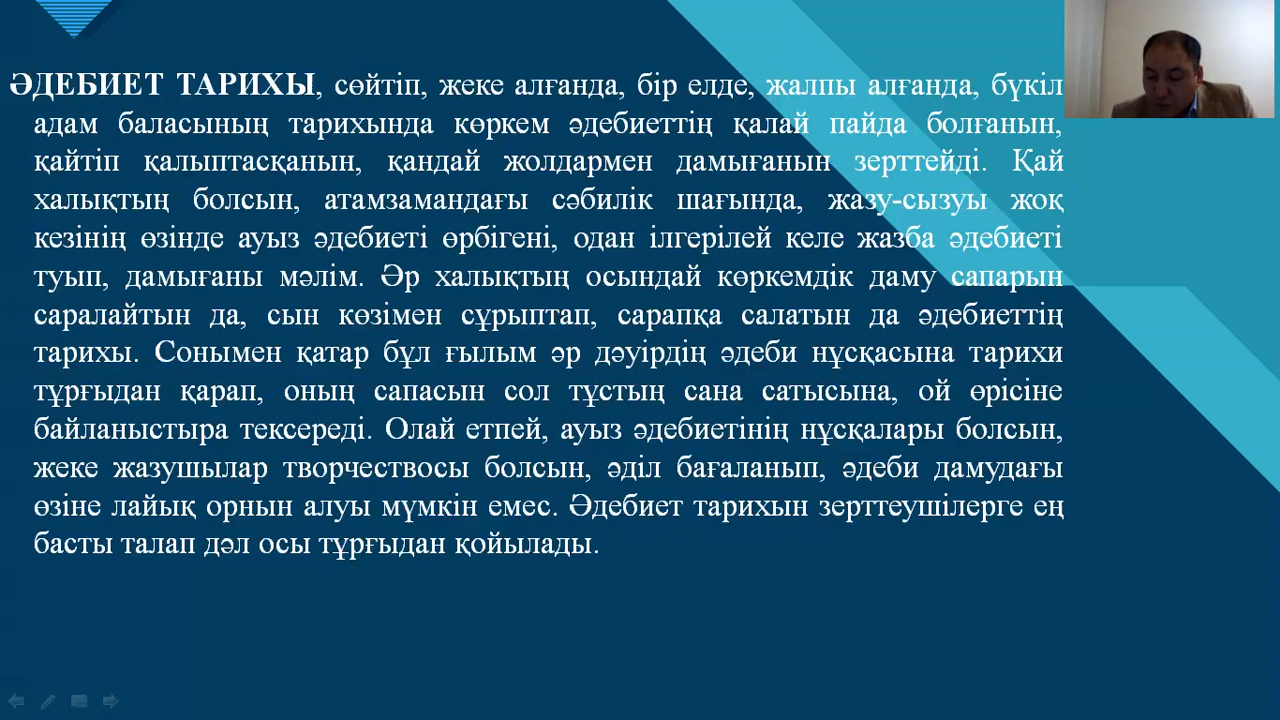 ӘДЕБИЕТ ТАРИХЫ, сөйтіп, жеке алғанда, бір елде, жалпы алғанда, бүкіл
адам баласының тарихында көркем әдебиеттің қалай пайда болғанын,
қайтіп қалыптасқанын, қандай жолдармен дамығанын зерттейді. Қай
халықтың болсын, атамзамандағы сәбилік шағында, жазу-сызуы жоқ
кезінің өзінде ауыз әдебиеті өрбігені, одан ілгерілей келе жазба әдебиеті
туып, дамығаны мәлім. Әр халықтың осындай көркемдік даму сапарын
саралайтын да, сын көзімен сұрыптап, сарапқа салатын да әдебиеттің
тарихы. Сонымен қатар бұл ғылым әр дәуірдің әдеби нұсқасына тарихи
тұрғыдан қарап, оның сапасын сол тұстың сана сатысына, ой өрісіне
байланыстыра тексереді. Олай етпей, ауыз әдебиетінің нұсқалары болсын,
жеке жазушылар творчествосы болсын, әділ бағаланып, әдеби дамудағы
өзіне лайық орнын алуы мүмкін емес. Әдебиет тарихын зерттеушілерге ең
басты талап дәл осы тұрғыдан қойылады.